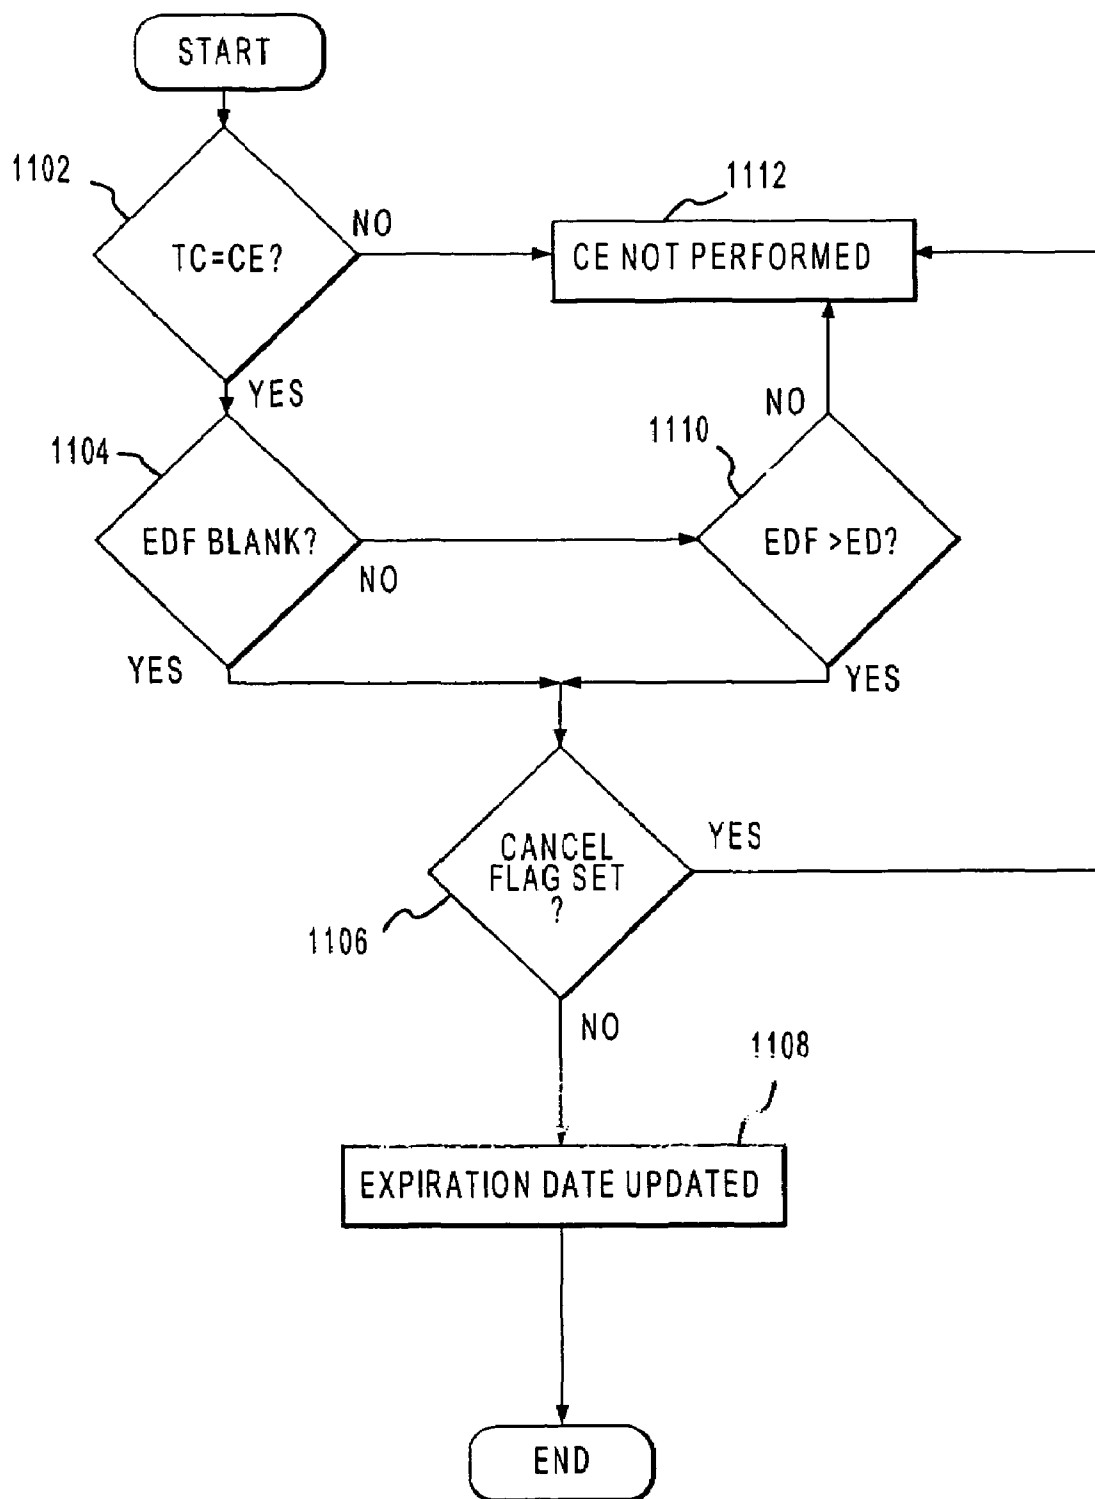 START
1102
TC=CE?
NO
1112
CE NOT PERFORMED
YES
1104
EDF BLANK?
NO
1110
NO
EDF >ED?
YES
YES
CANCEL
FLAG SET
?
YES
1106
NO
1108
EXPIRATION DATE UPDATED
END